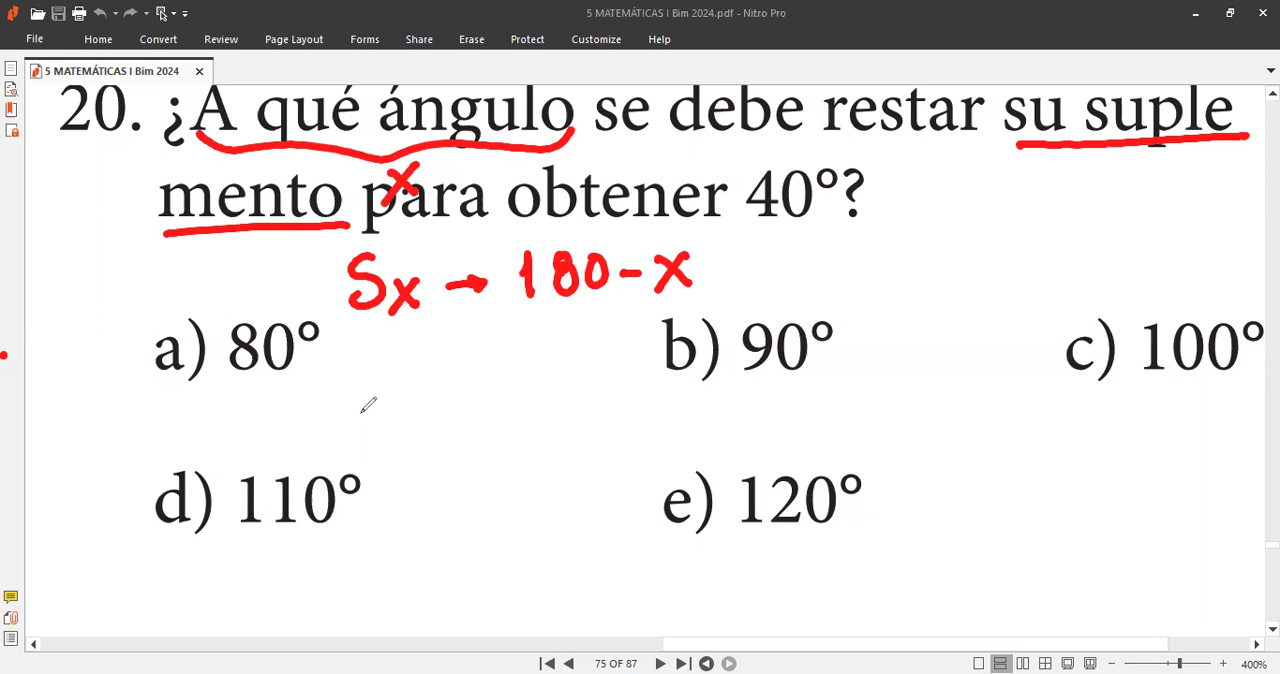 5 MATEMÁTICAS I Bim 2024.pdf - Nitro Pro
File Home Convert Review Page Layout Forms Share Erase Protect Customize Help
5 MATEMÁTICAS I Bim 2024
20. ¿A qué ángulo se debe restar su suple
mento para obtener 40°?
x
Sx → 180 - x
a) 80° b) 90° c) 100°
d) 110° e) 120°
75 OF 87
400%